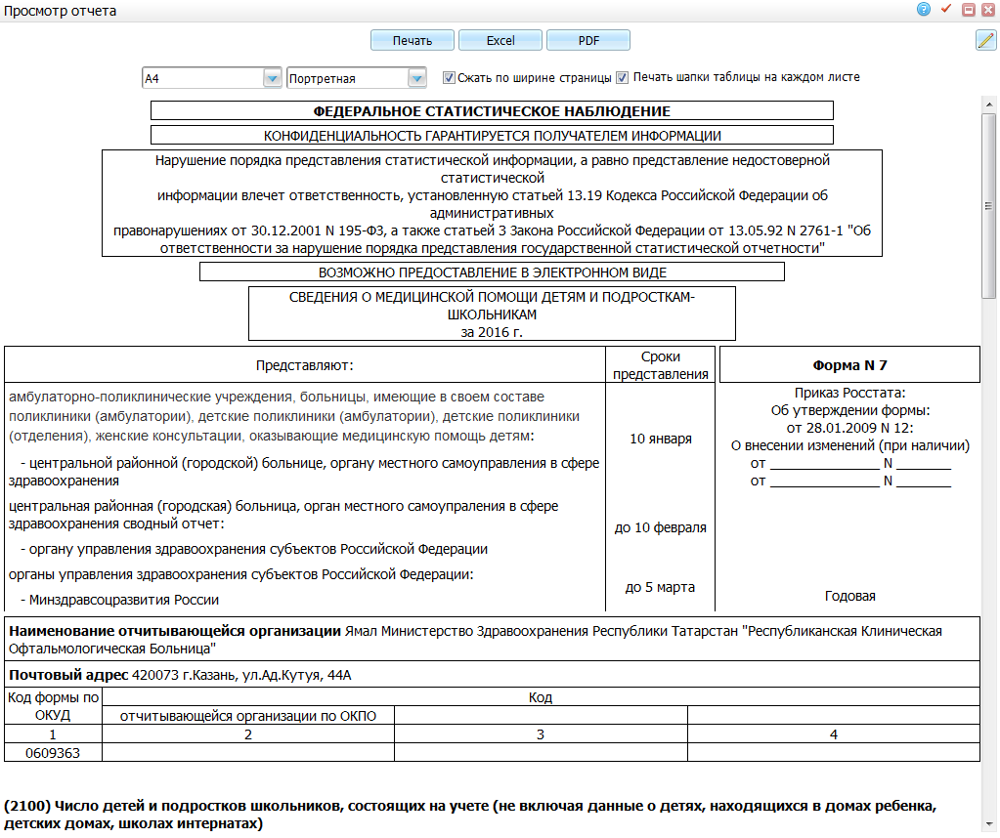 Просмотр отчета
Печать
Excel
PDF
A4
Портретная
Сжать по ширине страницы
Печать шапки таблицы на каждом листе
ФЕДЕРАЛЬНОЕ СТАТИСТИЧЕСКОЕ НАБЛЮДЕНИЕ
КОНФИДЕНЦИАЛЬНОСТЬ ГАРАНТИРУЕТСЯ ПОЛУЧАТЕЛЕМ ИНФОРМАЦИИ
Нарушение порядка представления статистической информации, а равно представление недостоверной
статистической
информации влечет ответственность, установленную статьей 13.19 Кодекса Российской Федерации об
административных
правонарушениях от 30.12.2001 N 195-ФЗ, а также статьей 3 Закона Российской Федерации от 13.05.92 N 2761-1 "Об
ответственности за нарушение порядка представления государственной статистической отчетности"
ВОЗМОЖНО ПРЕДОСТАВЛЕНИЕ В ЭЛЕКТРОННОМ ВИДЕ
СВЕДЕНИЯ О МЕДИЦИНСКОЙ ПОМОЩИ ДЕТЯМ И ПОДРОСТКАМ-
ШКОЛЬНИКАМ
за 2016 г.
Представляют:
Сроки
представления
Форма N 7
амбулаторно-поликлинические учреждения, больницы, имеющие в своем составе
поликлиники (амбулатории), детские поликлиники (амбулатории), детские поликлиники
(отделения), женские консультации, оказывающие медицинскую помощь детям:
- центральной районной (городской) больнице, органу местного самоуправления в сфере
здравоохранения
10 января
центральная районная (городская) больница, орган местного самоупраления в сфере
здравоохранения сводный отчет:
- органу управления здравоохранения субъектов Российской Федерации
до 10 февраля
органы управления здравоохранения субъектов Российской Федерации:
- Минздравсоцразвития России
до 5 марта
Приказ Росстата:
Об утверждении формы:
от 28.01.2009 N 12:
О внесении изменений (при наличии)
от ________________ N ________
от ________________ N ________
Годовая
Наименование отчитывающейся организации Ямал Министерство Здравоохранения Республики Татарстан "Республиканская Клиническая
Офтальмологическая Больница"
Почтовый адрес 420073 г.Казань, ул.Ад.Кутуя, 44А
Код формы по
ОКУД
Код
отчитывающейся организации по ОКПО
1 2 3 4
0609363
(2100) Число детей и подростков школьников, состоящих на учете (не включая данные о детях, находящихся в домах ребенка,
детских домах, школах интернатах)